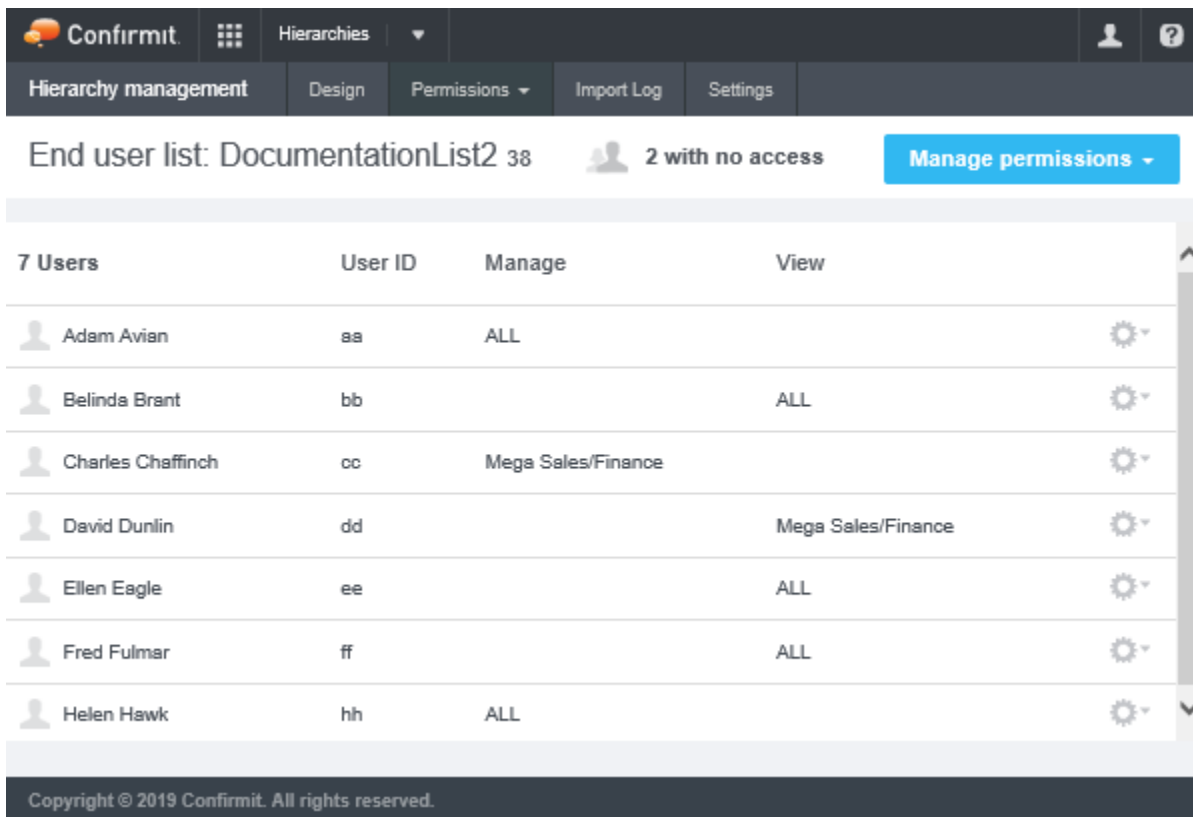 Confirmit. Hierarchies
Hierarchy management Design Permissions Import Log Settings
End user list: DocumentationList2 38 2 with no access Manage permissions
7 Users User ID Manage View
Adam Avian aa ALL
Belinda Brant bb ALL
Charles Chaffinch cc Mega Sales/Finance
David Dunlin dd Mega Sales/Finance
Ellen Eagle ee ALL
Fred Fulmar ff ALL
Helen Hawk hh ALL
Copyright © 2019 Confirmit. All rights reserved.